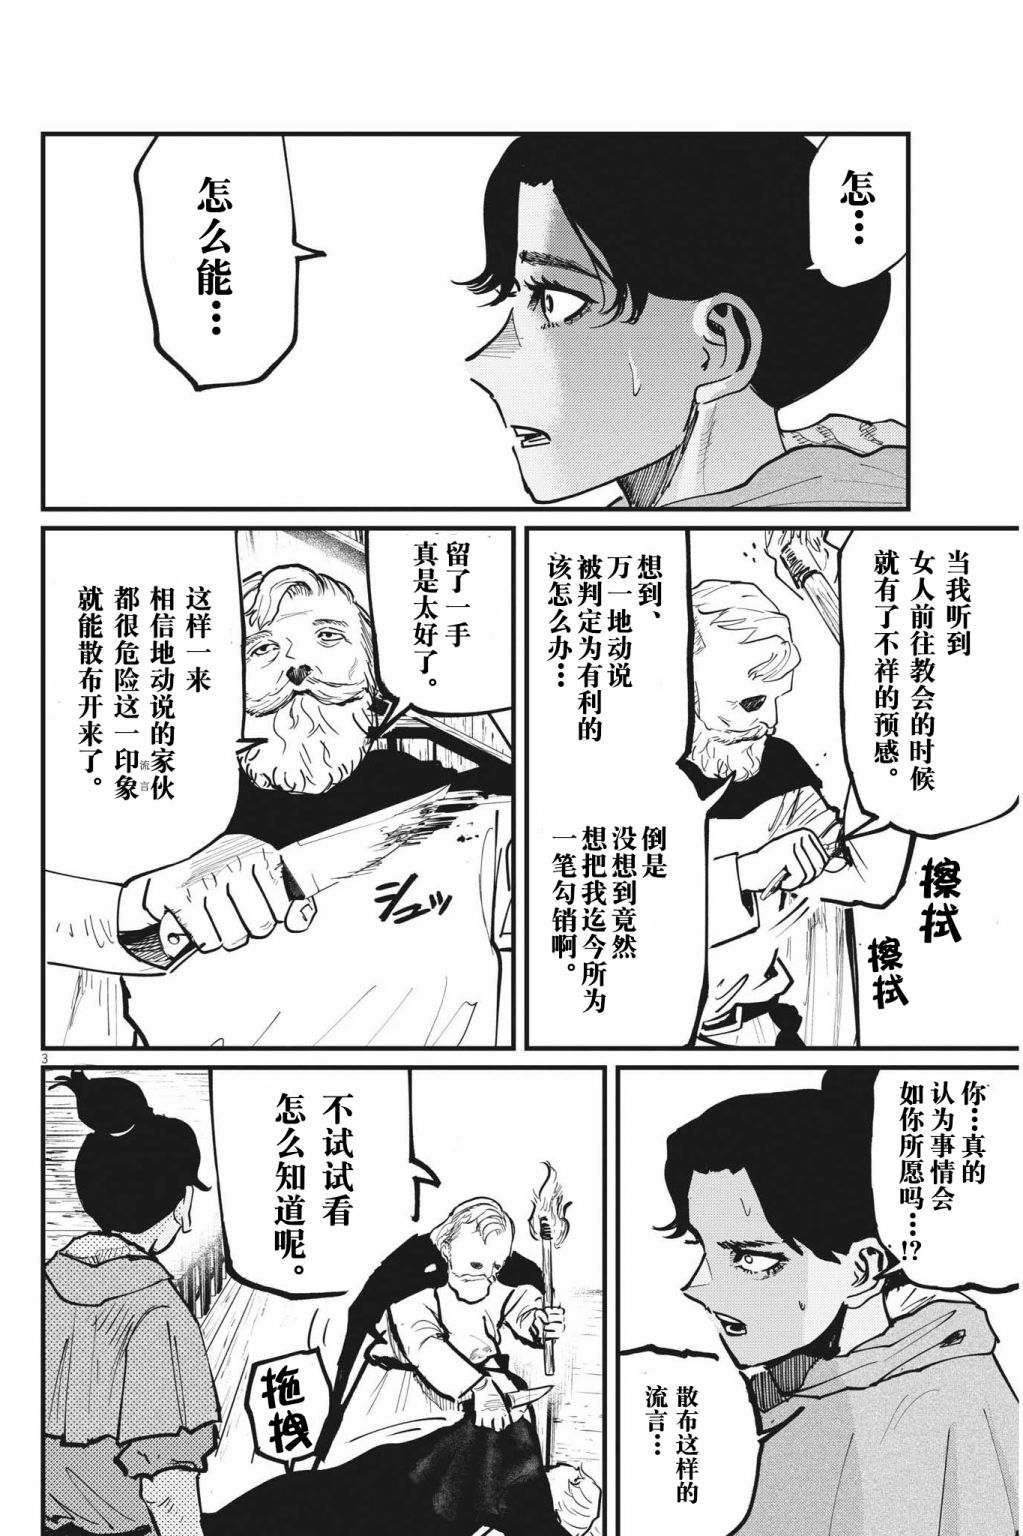 怎…
怎么能…
当我听到
女人前往教会的时候
就有了不祥的预感。
想到、
万一地动说
被判定为有利的
该怎么办…
倒是
没想到竟然
想把我迄今所为
一笔勾销啊。
擦拭
擦拭
留了一手
真是太好了。
这样一来
相信地动说的家伙
都很危险这一印象
流言
就能散布开来了。
シュッ
3
你…真的
认为事情会
如你所愿吗…!?
散布这样的
流言…
不试试看
怎么知道呢。
拖拽